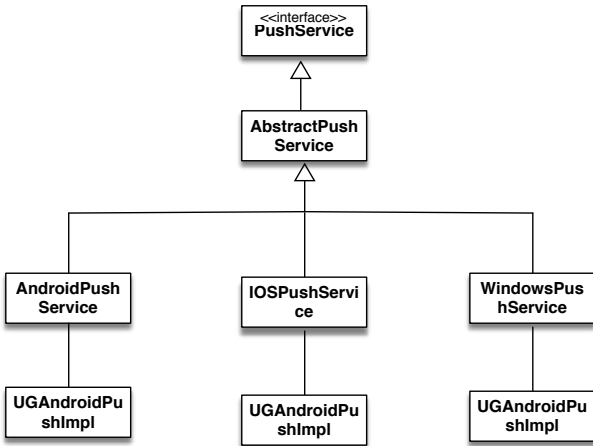 <<interface>>
PushService
AbstractPush
Service
AndroidPush
Service
IOSPushServi
ce
WindowsPus
hService
UGAndroidPu
shImpl
UGAndroidPu
shImpl
UGAndroidPu
shImpl